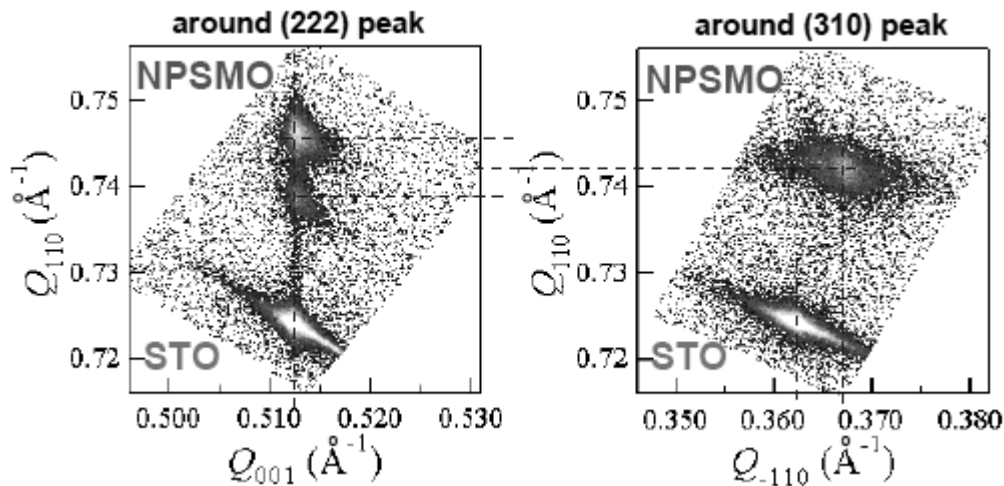 around (222) peak
NPSMO
0.75
0.74
0.73
0.72
Q110 (Å-1)
STO
0.500 0.510 0.520 0.530
Q001 (Å-1)
around (310) peak
NPSMO
0.75
0.74
0.73
0.72
Q110 (Å-1)
STO
0.350 0.360 0.370 0.380
Q-110 (Å-1)